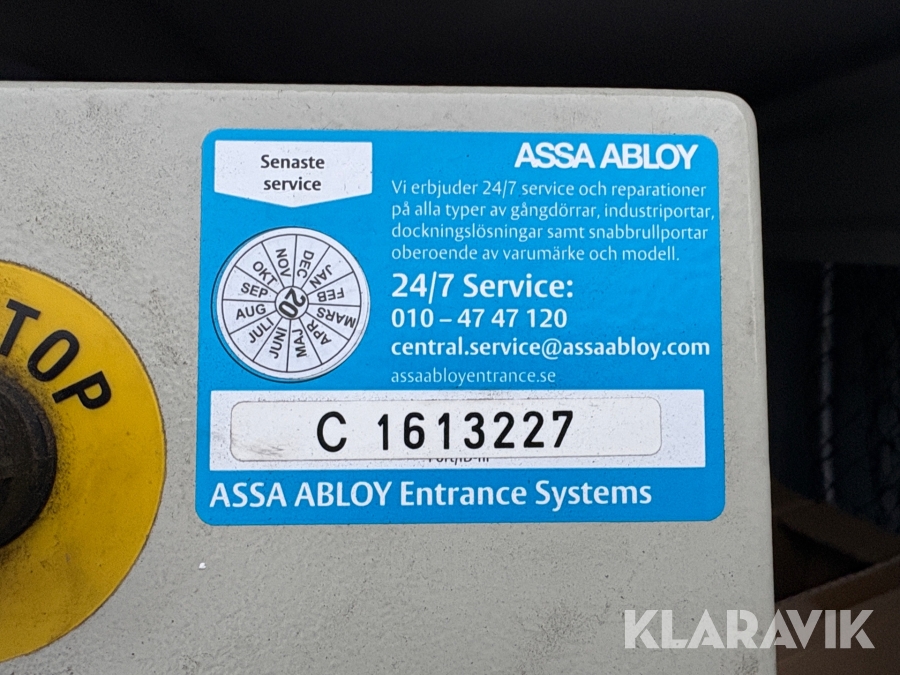 ASSA ABLOY
Senaste
service
Vi erbjuder 24/7 service och reparationer
på alla typer av gångdörrar, industriportar,
dockningslösningar samt snabbrullportar
oberoende av varumärke och modell.
24/7 Service:
010 – 47 47 120
central.service@assaabloy.com
assaabloyentrance.se
JAN
FEB
MARS
APR
MAJ
JUNI
JULI
AUG
SEP
OKT
NOV
DEC
20
STOP
C 1613227
ASSA ABLOY Entrance Systems
KLARAVIK